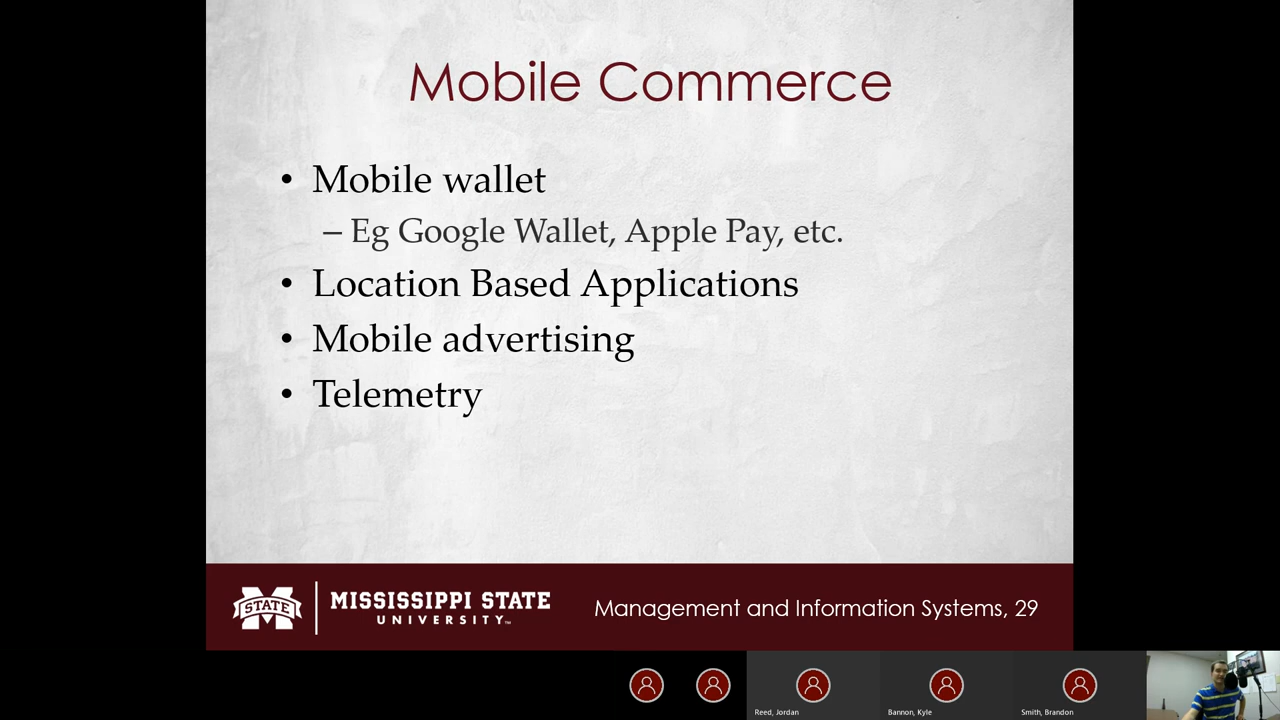 Mobile Commerce
• Mobile wallet
– Eg Google Wallet, Apple Pay, etc.
• Location Based Applications
• Mobile advertising
• Telemetry
STATE
MISSISSIPPI STATE
UNIVERSITY™
Management and Information Systems, 29
Reed, Jordan
Bannon, Kyle
Smith, Brandon